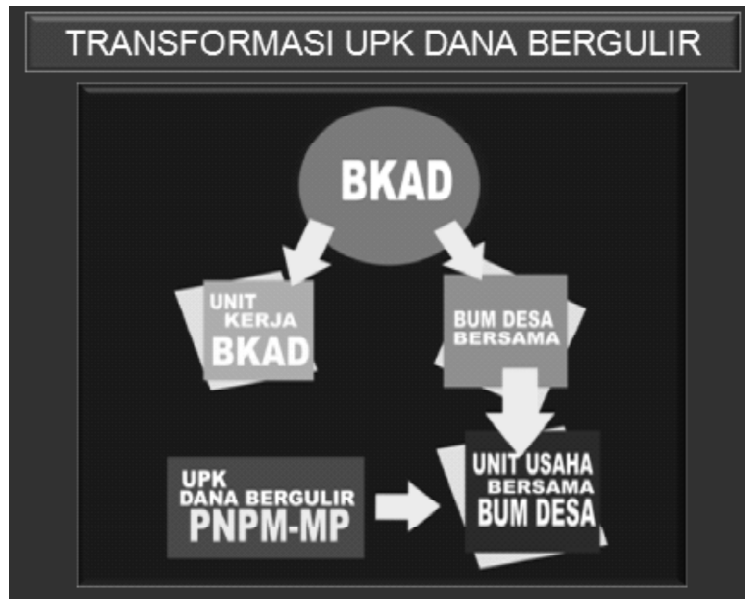 TRANSFORMASI UPK DANA BERGULIR
BKAD
UNIT
KERJA
BKAD
BUM DESA
BERSAMA
UPK
DANA BERGULIR
PNPM-MP
UNIT USAHA
BERSAMA
BUM DESA